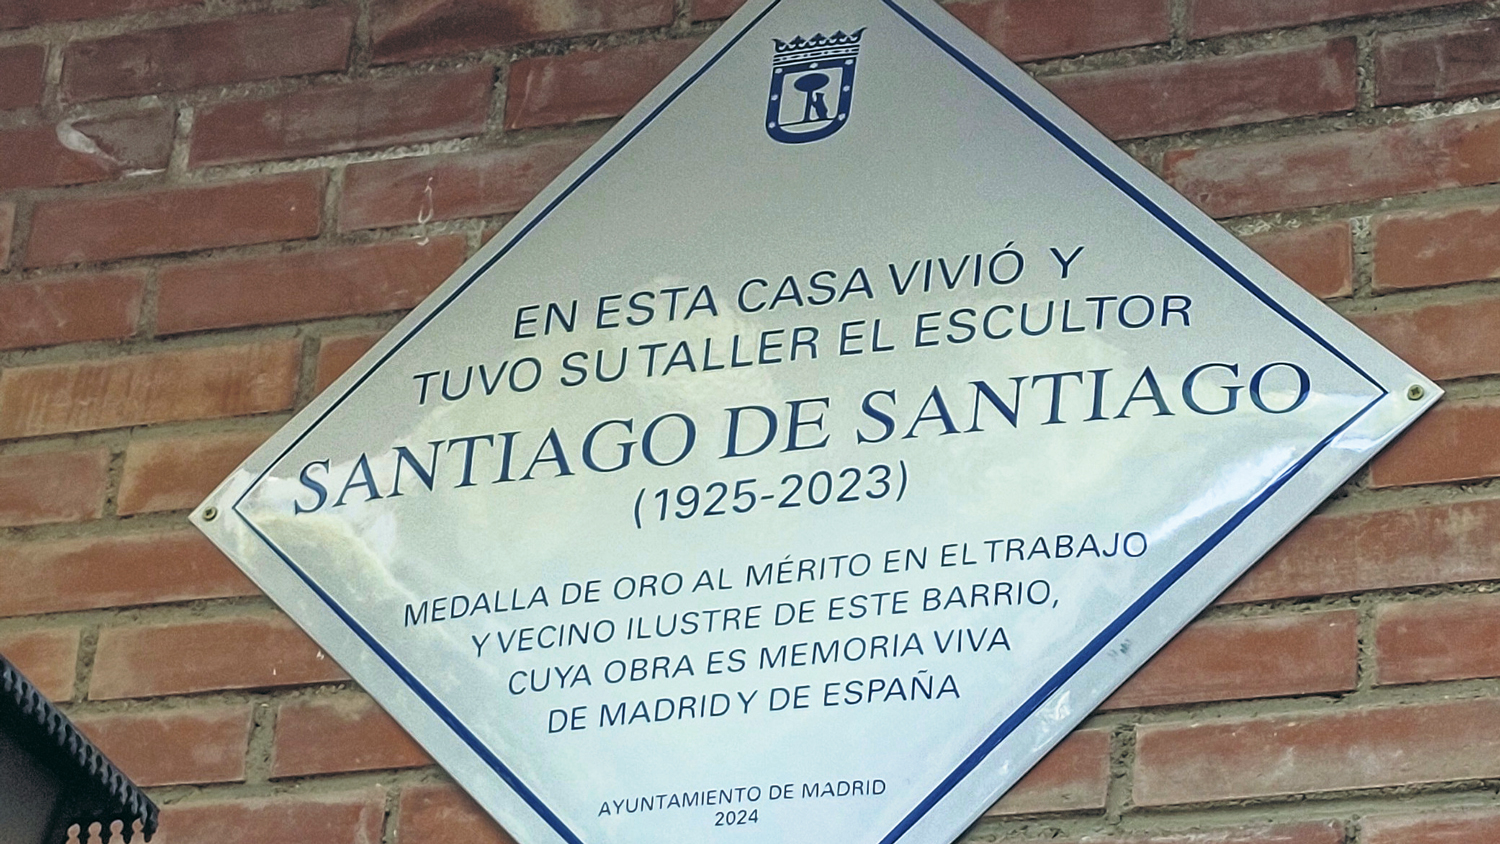 EN ESTA CASA VIVIÓ Y
TUVO SU TALLER EL ESCULTOR
SANTIAGO DE SANTIAGO
(1925-2023)
MEDALLA DE ORO AL MÉRITO EN EL TRABAJO
Y VECINO ILUSTRE DE ESTE BARRIO,
CUYA OBRA ES MEMORIA VIVA
DE MADRID Y DE ESPAÑA
AYUNTAMIENTO DE MADRID
2024